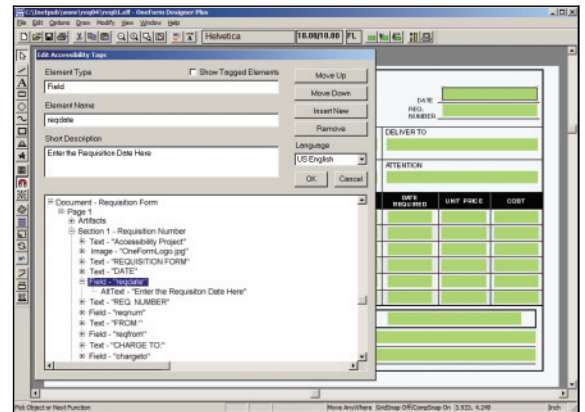 C:\Inetpub\www\req04\req01.off - OneForm Designer Plus
File Edit Options Draw Modify View Window Help
Helvetica 10.00/10.00 FL
Edit Accessibility Tags
Element Type
Show Tagged Elements
Field
Element Name
reqdate
Short Description
Enter the Requisition Date Here
Move Up
Move Down
Insert New
Remove
Language
US English
OK Cancel
Document - Requisition Form
Page 1
Artifacts
Section 1 - Requisition Number
Text - "Accessibility Project"
Image - "OneFormLogo.jpg"
Text - "REQUISITION FORM"
Text - "DATE"
Field - "reqdate"
AltText - "Enter the Requisiton Date Here"
Text - "REQ. NUMBER"
Field - "reqnum"
Text - "FROM:"
Field - "reqfrom"
Text - "CHARGE TO:"
Field - "chargeto"
DATE
REQ.
NUMBER
DELIVER TO
ATTENTION
DATE
REQUIRED
UNIT PRICE
COST
Pick Object or Next Function
Move AnyWhere GridSnap Off/CompSnap On 3.933, 4.249 Inch